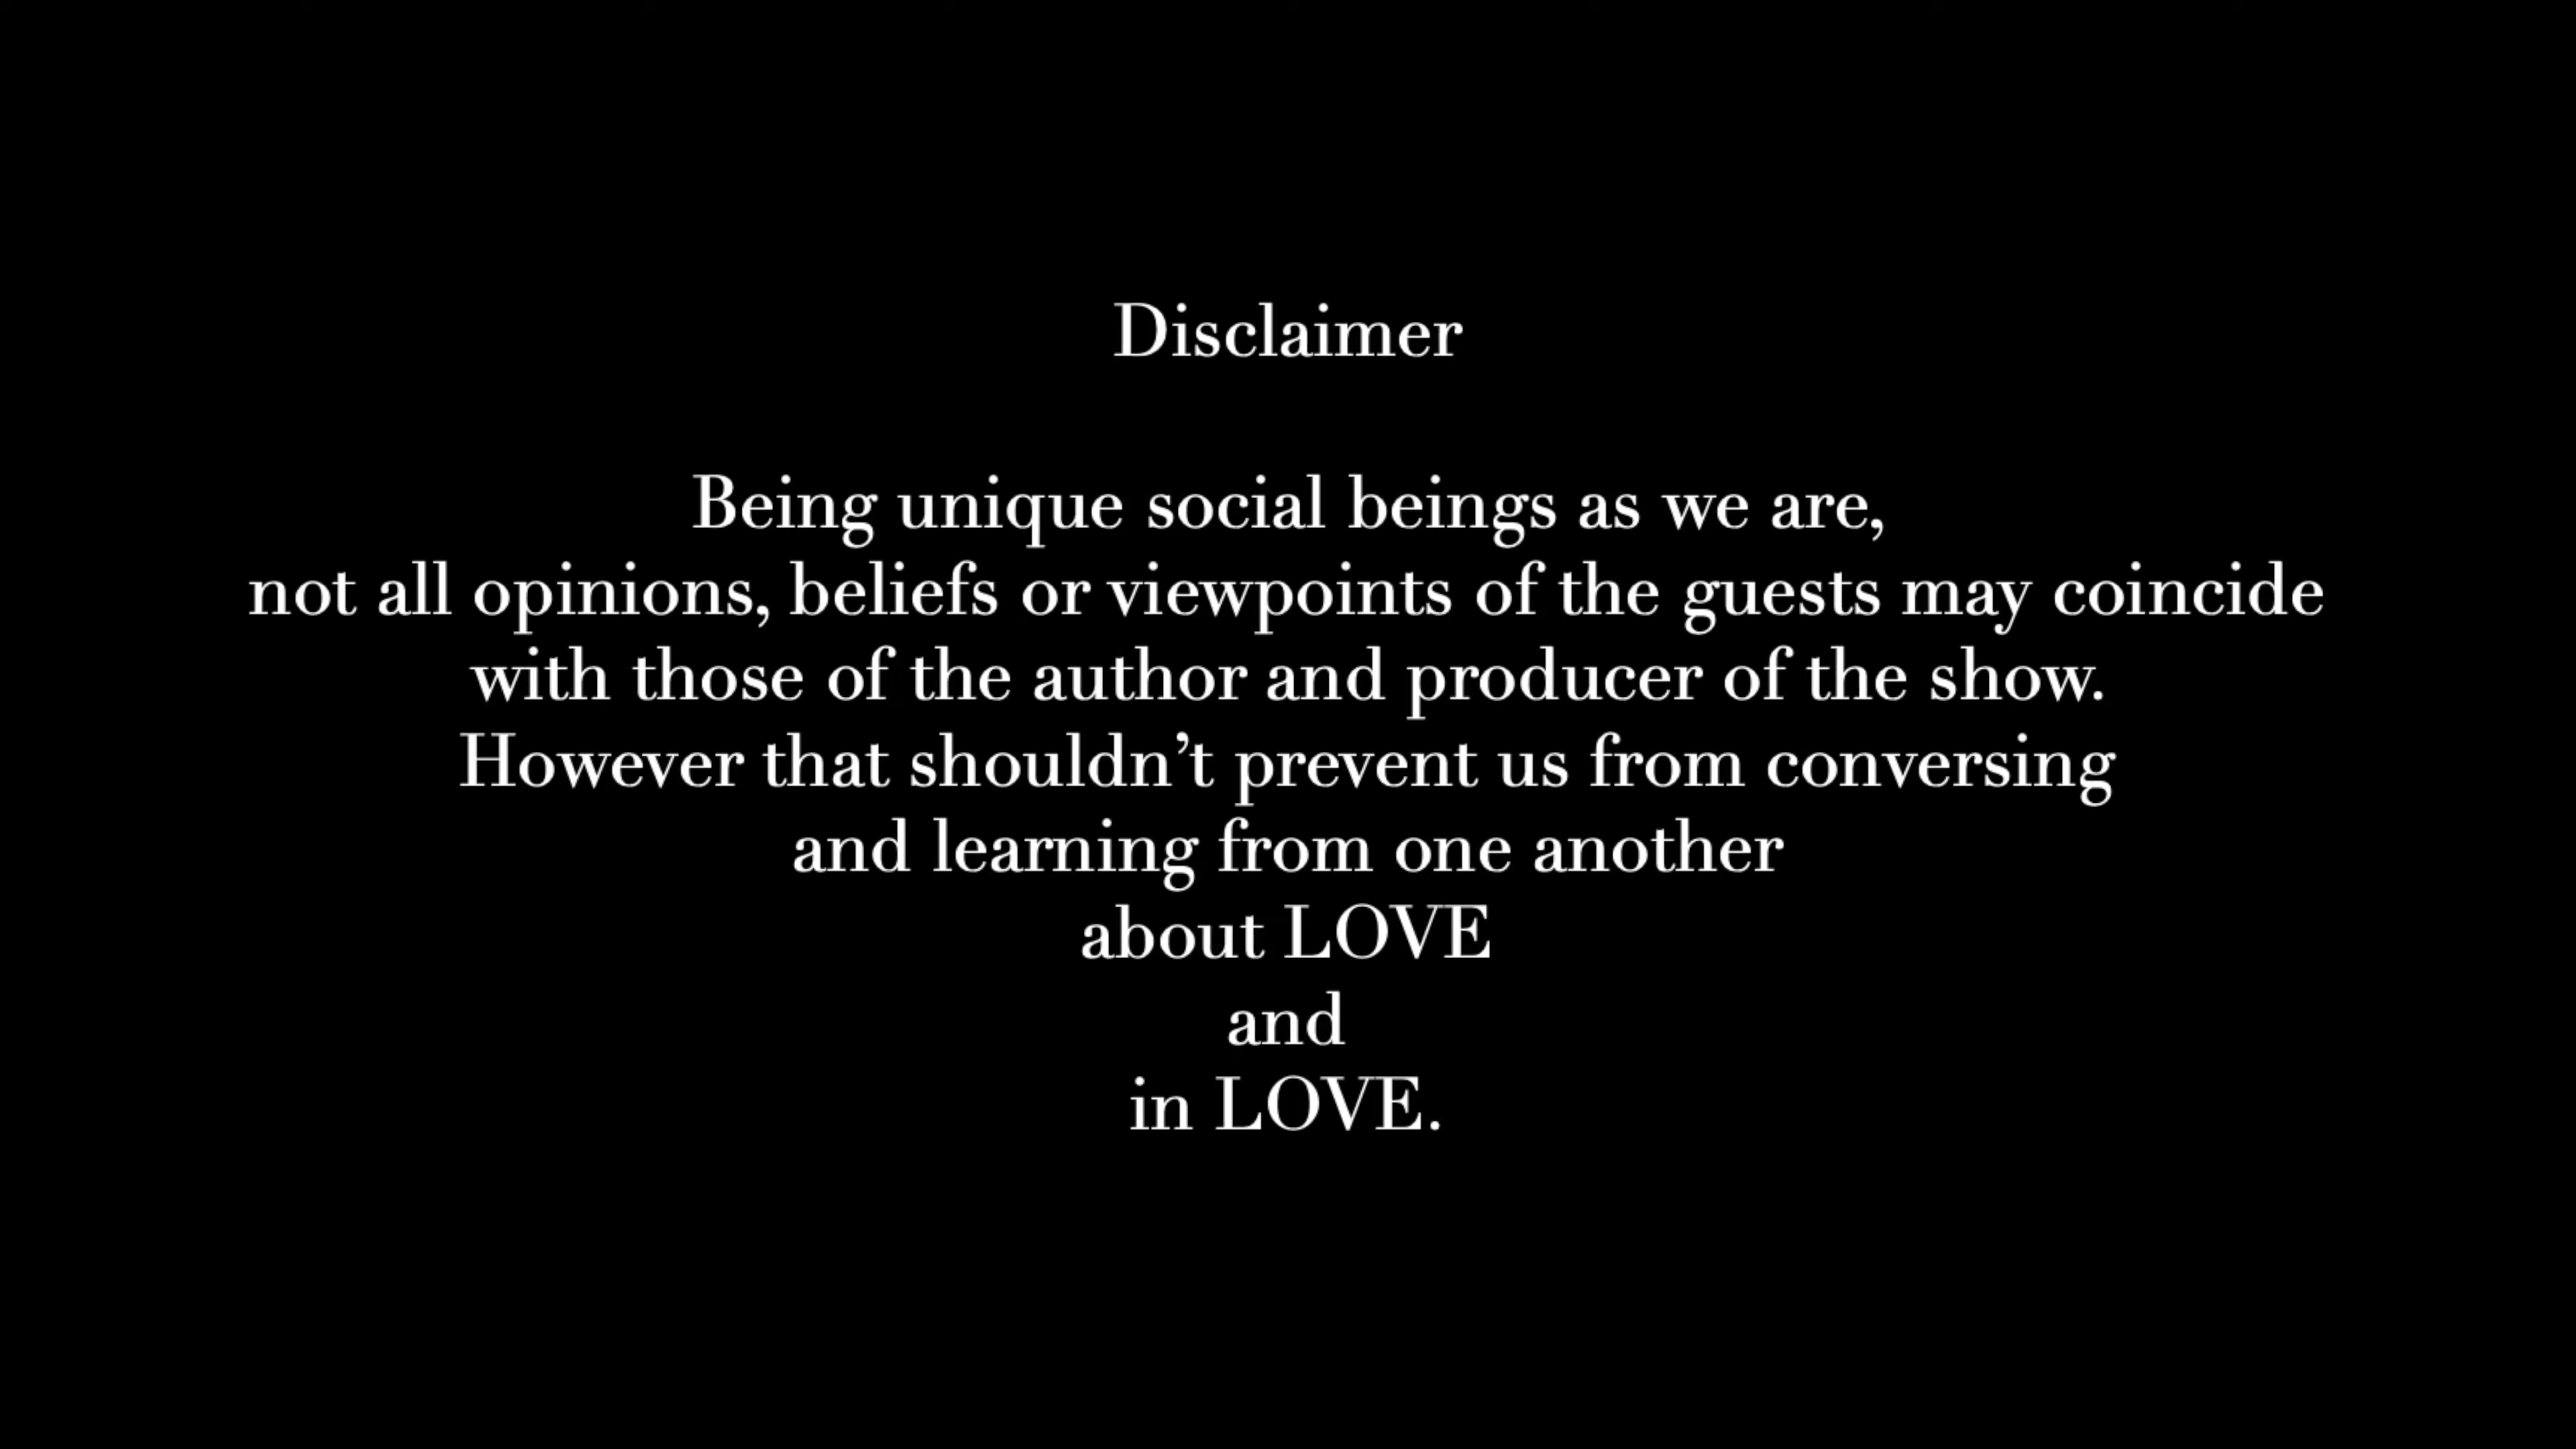 Disclaimer
Being unique social beings as we are,
not all opinions, beliefs or viewpoints of the guests may coincide
with those of the author and producer of the show.
However that shouldn’t prevent us from conversing
and learning from one another
about LOVE
and
in LOVE.